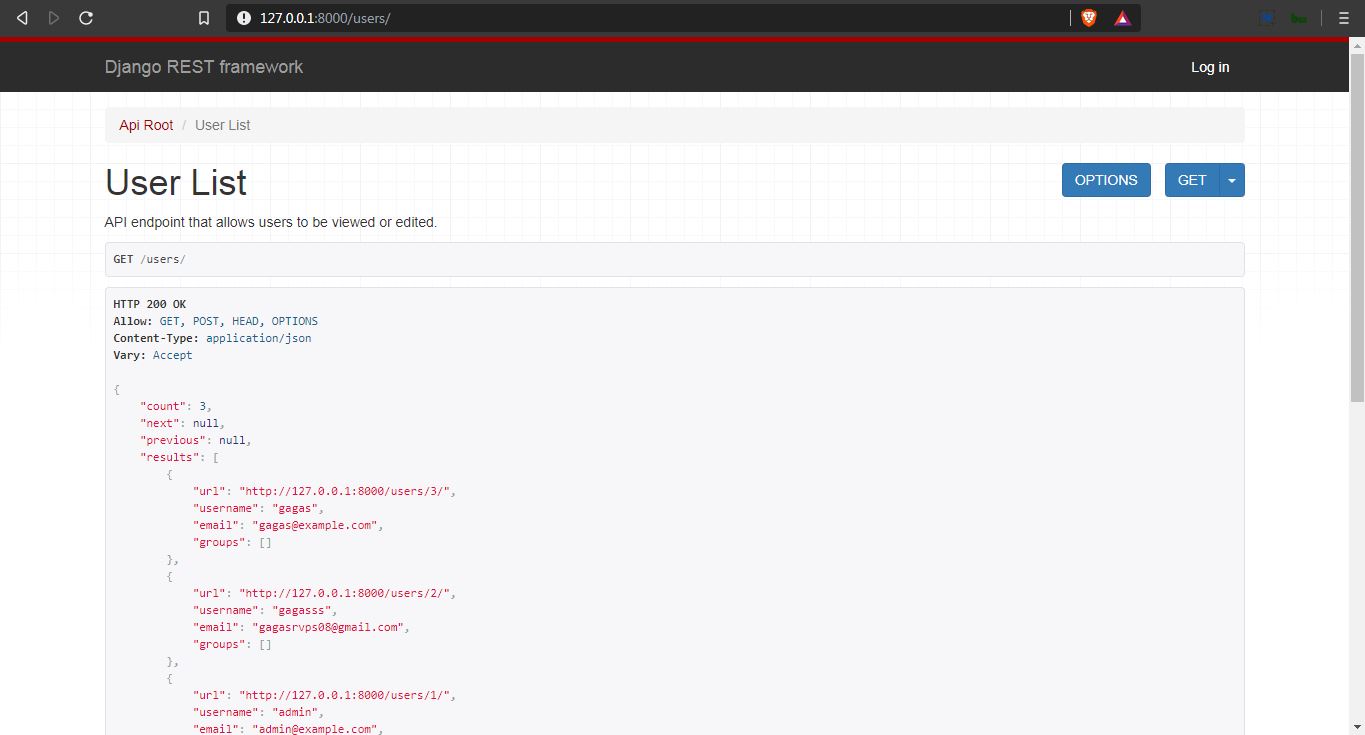 127.0.0.1:8000/users/
Django REST framework
Log in
Api Root / User List
User List
OPTIONS
GET
API endpoint that allows users to be viewed or edited.
GET /users/
HTTP 200 OK
Allow: GET, POST, HEAD, OPTIONS
Content-Type: application/json
Vary: Accept
{
    "count": 3,
    "next": null,
    "previous": null,
    "results": [
        {
            "url": "http://127.0.0.1:8000/users/3/",
            "username": "gagas",
            "email": "gagas@example.com",
            "groups": []
        },
        {
            "url": "http://127.0.0.1:8000/users/2/",
            "username": "gagasss",
            "email": "gagasrvps08@gmail.com",
            "groups": []
        },
        {
            "url": "http://127.0.0.1:8000/users/1/",
            "username": "admin",
            "email": "admin@example.com",